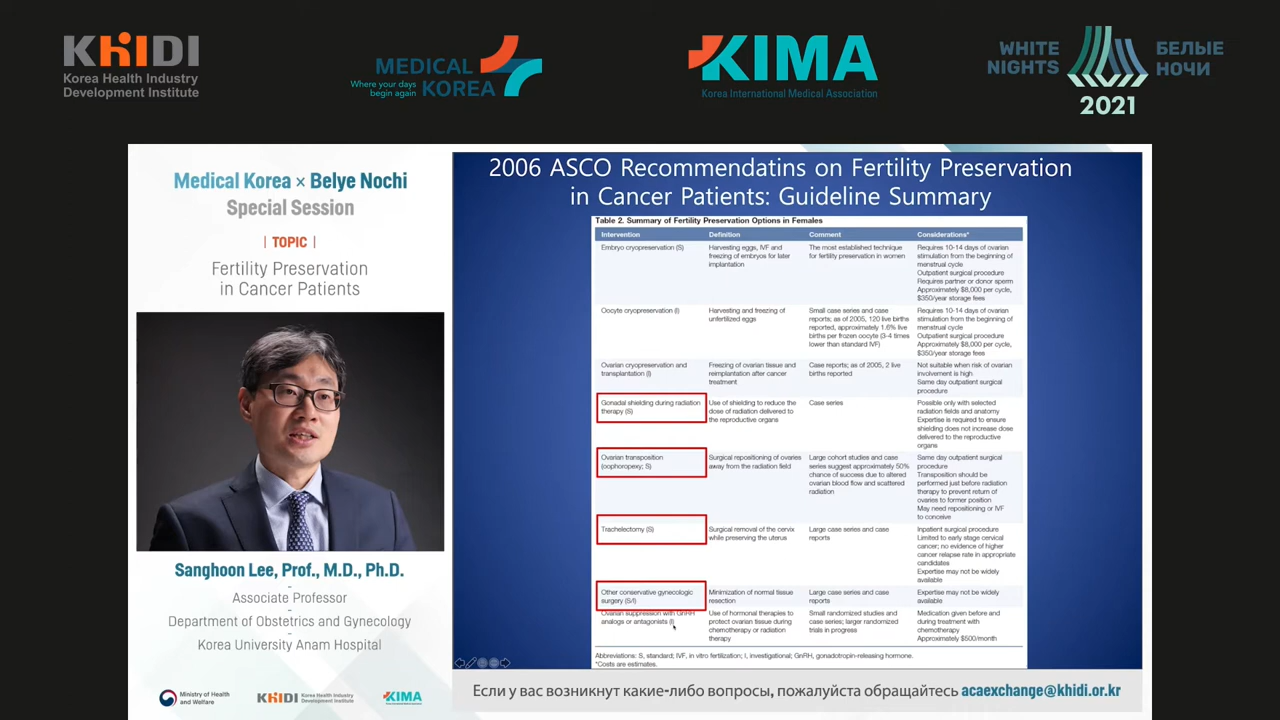 KHIDI
Korea Health Industry
Development Institute
MEDICAL
KOREA
Where your days
begin again
KIMA
Korea International Medical Association
WHITE
NIGHTS
БЕЛЫЕ
НОЧИ
2021
Medical Korea × Belye Nochi
Special Session
| TOPIC |
Fertility Preservation
in Cancer Patients
Sanghoon Lee, Prof., M.D., Ph.D.
Associate Professor
Department of Obstetrics and Gynecology
Korea University Anam Hospital
Ministry of Health
and Welfare
KHIDI Korea Health Industry
Development Institute
KIMA
2006 ASCO Recommendatins on Fertility Preservation
in Cancer Patients: Guideline Summary
Table 2. Summary of Fertility Preservation Options in Females
Intervention Definition Comment Considerations*
Embryo cryopreservation (S)
Harvesting eggs, IVF and
freezing of embryos for later
implantation
The most established technique
for fertility preservation in women
Requires 10-14 days of ovarian
stimulation from the beginning of
menstrual cycle
Outpatient surgical procedure
Requires partner or donor sperm
Approximately $8,000 per cycle,
$350/year storage fees
Oocyte cryopreservation (I)
Harvesting and freezing of
unfertilized eggs
Small case series and case
reports; as of 2005, 120 live births
reported, approximately 1.6% live
births per frozen oocyte (3-4 times
lower than standard IVF)
Requires 10-14 days of ovarian
stimulation from the beginning of
menstrual cycle
Outpatient surgical procedure
Approximately $8,000 per cycle,
$350/year storage fees
Ovarian cryopreservation and
transplantation (I)
Freezing of ovarian tissue and
reimplantation after cancer
treatment
Case reports; as of 2005, 2 live
births reported
Not suitable when risk of ovarian
involvement is high
Same day outpatient surgical
procedure
Gonadal shielding during radiation
therapy (S)
Use of shielding to reduce the
dose of radiation delivered to
the reproductive organs
Case series
Possible only with selected
radiation fields and anatomy
Expertise is required to ensure
shielding does not increase dose
delivered to the reproductive
organs
Ovarian transposition
(oophoropexy; S)
Surgical repositioning of ovaries
away from the radiation field
Large cohort studies and case
series suggest approximately 50%
chance of success due to altered
ovarian blood flow and scattered
radiation
Same day outpatient surgical
procedure
Transposition should be
performed just before radiation
therapy to prevent return of
ovaries to former position
May need repositioning or IVF
to conceive
Trachelectomy (S)
Surgical removal of the cervix
while preserving the uterus
Large case series and case
reports
Inpatient surgical procedure
Limited to early stage cervical
cancer; no evidence of higher
cancer relapse rate in appropriate
candidates
Expertise may not be widely
available
Other conservative gynecologic
surgery (S/I)
Minimization of normal tissue
resection
Large case series and case
reports
Expertise may not be widely
available
Ovarian suppression with GnRH
analogs or antagonists (I)
Use of hormonal therapies to
protect ovarian tissue during
chemotherapy or radiation
therapy
Small randomized studies and
case series; larger randomized
trials in progress
Medication given before and
during treatment with
chemotherapy
Approximately $500/month
Abbreviations: S, standard; IVF, in vitro fertilization; I, investigational; GnRH, gonadotropin-releasing hormone.
*Costs are estimates.
Если у вас возникнут какие-либо вопросы, пожалуйста обращайтесь acaexchange@khidi.or.kr